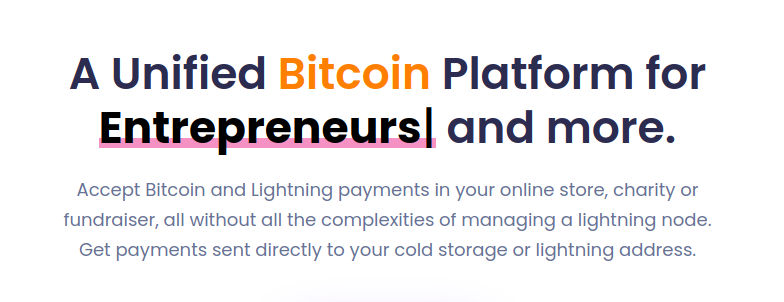 A Unified Bitcoin Platform for
Entrepreneurs| and more.
Accept Bitcoin and Lightning payments in your online store, charity or
fundraiser, all without all the complexities of managing a lightning node.
Get payments sent directly to your cold storage or lightning address.